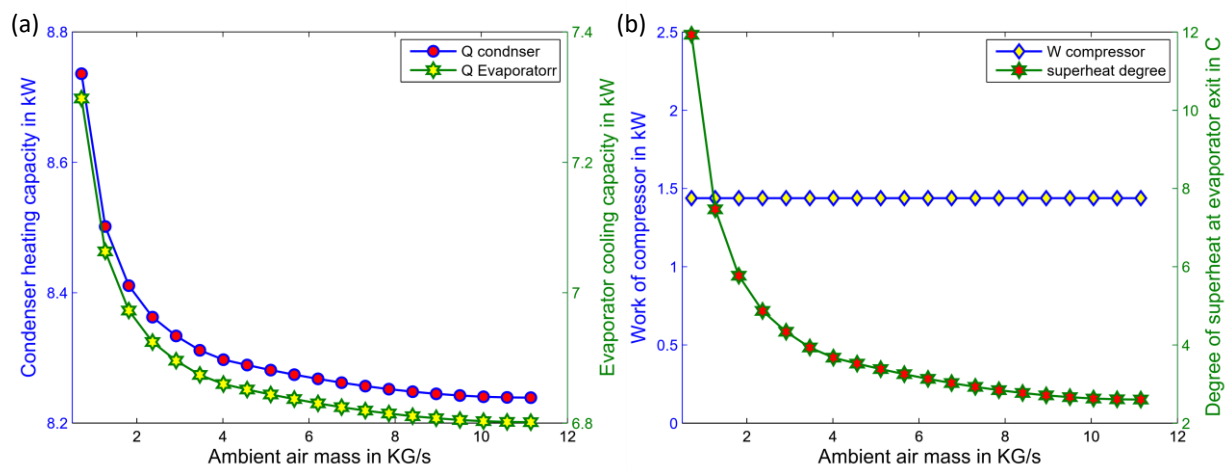 (a)
8.8
8.6
8.4
8.2
Condenser heating capacity in kW
Q condnser
Q Evaporatorr
7.4
7.2
7
6.8
Evaporator cooling capacity in kW
2 4 6 8 10 12
Ambient air mass in KG/s
(b)
2.5
2
1.5
1
0.5
0
Work of compressor in kW
W compressor
superheat degree
12
10
8
6
4
2
Degree of superheat at evaporator exit in C
2 4 6 8 10 12
Ambient air mass in KG/s